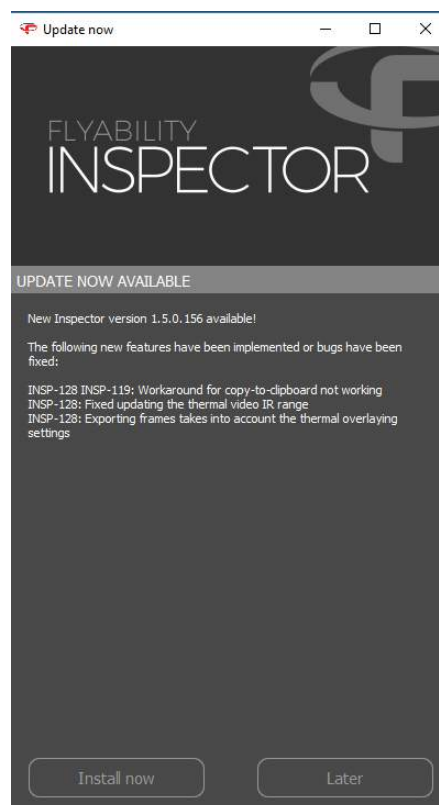 Update now
FLYABILITY
INSPECTOR
UPDATE NOW AVAILABLE
New Inspector version 1.5.0.156 available!
The following new features have been implemented or bugs have been
fixed:
INSP-128 INSP-119: Workaround for copy-to-clipboard not working
INSP-128: Fixed updating the thermal video IR range
INSP-128: Exporting frames takes into account the thermal overlaying
settings
Install now
Later